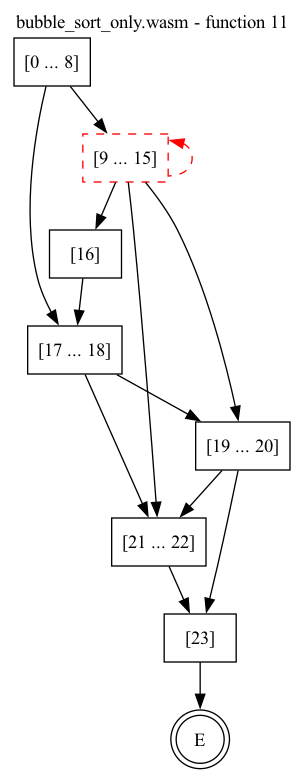 bubble_sort_only.wasm - function 11
[0 ... 8]
[9 ... 15]
[16]
[17 ... 18]
[19 ... 20]
[21 ... 22]
[23]
E